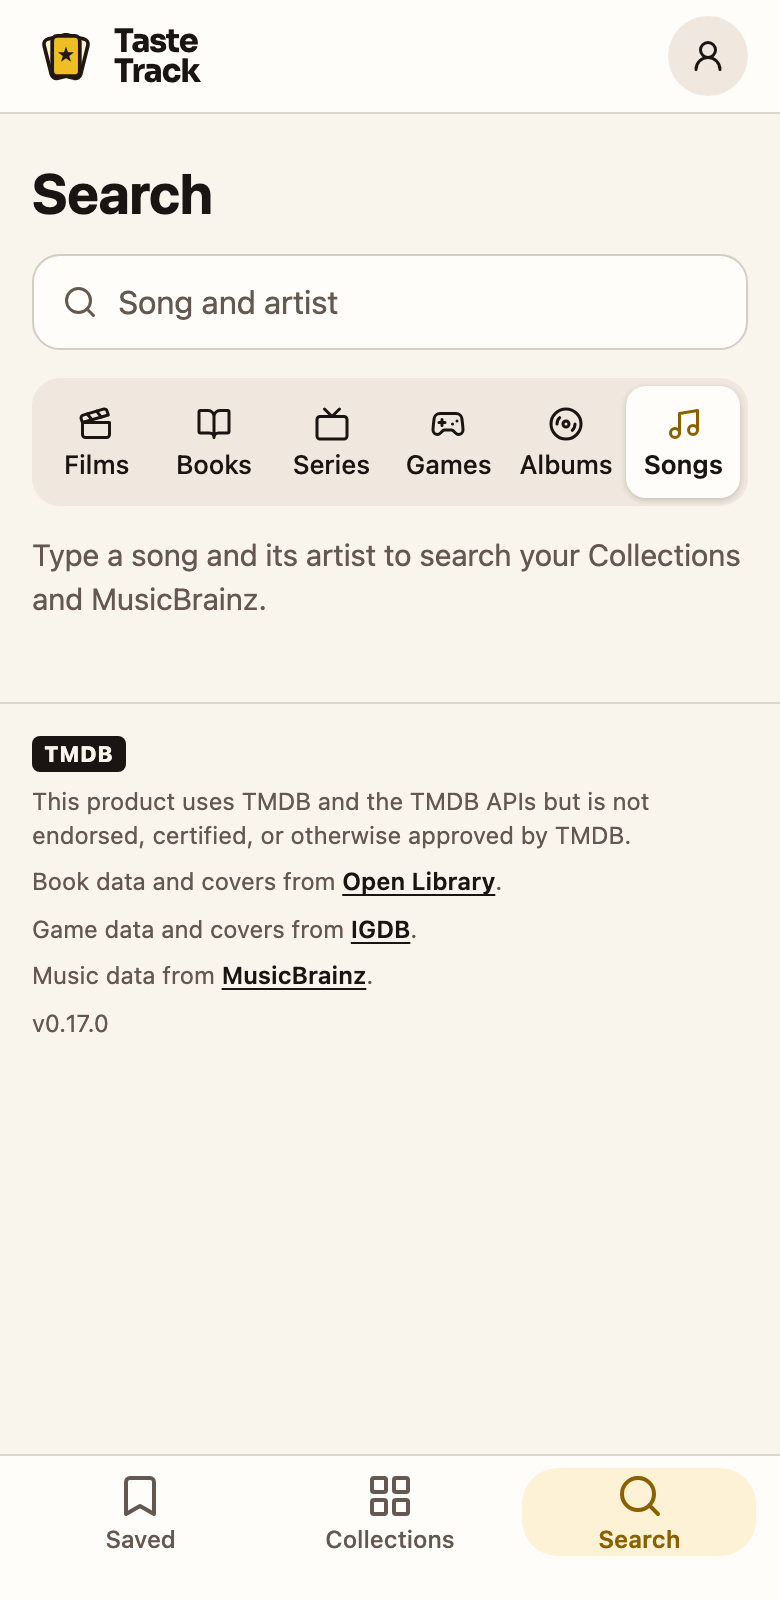 Taste
Track
Search
Song and artist
Films
Books
Series
Games
Albums
Songs
Type a song and its artist to search your Collections
and MusicBrainz.
TMDB
This product uses TMDB and the TMDB APIs but is not
endorsed, certified, or otherwise approved by TMDB.
Book data and covers from Open Library.
Game data and covers from IGDB.
Music data from MusicBrainz.
v0.17.0
Saved
Collections
Search